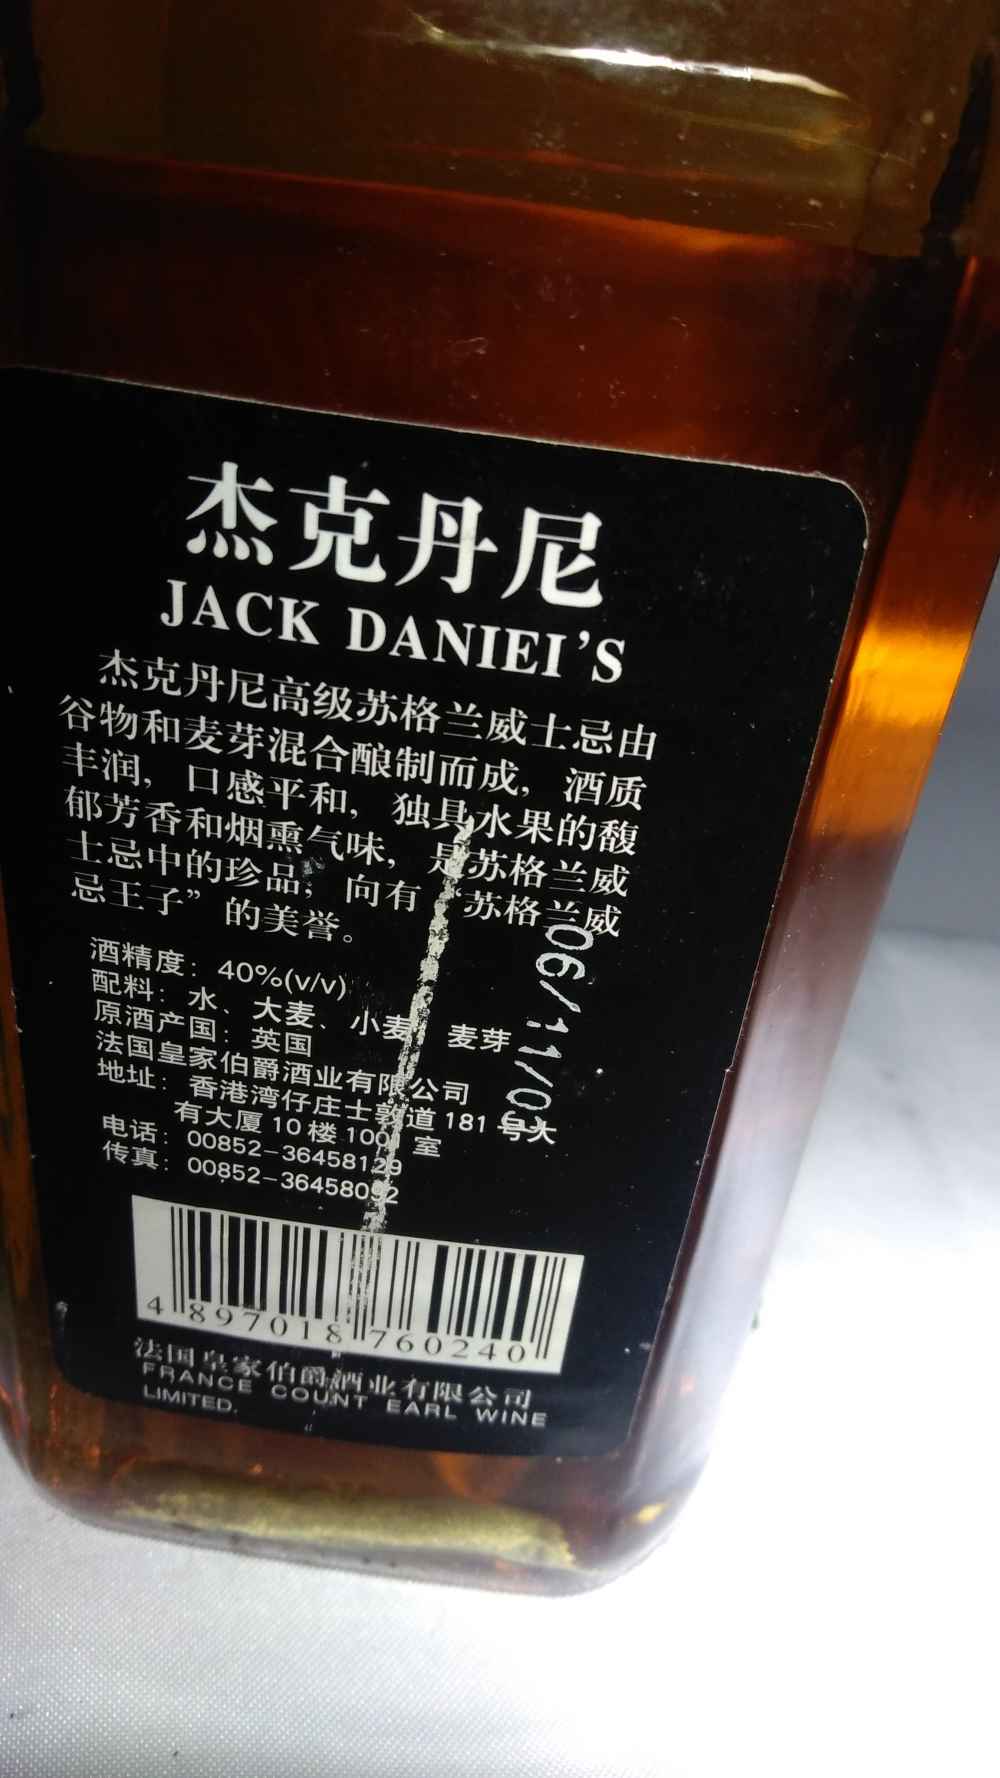 杰克丹尼
JACK DANIEI'S
杰克丹尼高级苏格兰威士忌由
谷物和麦芽混合酿制而成，酒质
丰润，口感平和，独具水果的馥
郁芳香和烟熏气味，是苏格兰威
士忌中的珍品，向有“苏格兰威
忌王子”的美誉。
酒精度：40%(v/v)
配料：水、大麦、小麦、麦芽
原酒产国：英国
法国皇家伯爵酒业有限公司
地址：香港湾仔庄士敦道181号大
有大厦10楼1001室
电话：00852-36458129
传真：00852-36458092
06/11/03
4 897018 760240
法国皇家伯爵酒业有限公司
FRANCE COUNT EARL WINE
LIMITED.